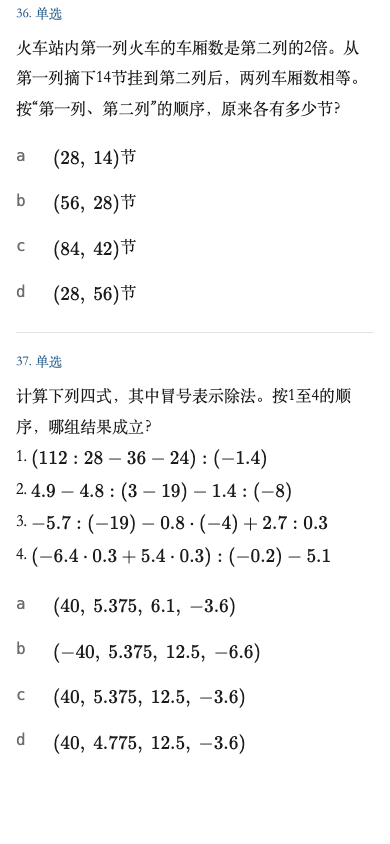 36. 单选
火车站内第一列火车的车厢数是第二列的2倍。从
第一列摘下14节挂到第二列后，两列车厢数相等。
按“第一列、第二列”的顺序，原来各有多少节?
a (28, 14)节
b (56, 28)节
c (84, 42)节
d (28, 56)节
37. 单选
计算下列四式，其中冒号表示除法。按1至4的顺
序，哪组结果成立?
1. (112 : 28 − 36 − 24) : (−1.4)
2. 4.9 − 4.8 : (3 − 19) − 1.4 : (−8)
3. −5.7 : (−19) − 0.8 · (−4) + 2.7 : 0.3
4. (−6.4 · 0.3 + 5.4 · 0.3) : (−0.2) − 5.1
a (40, 5.375, 6.1, −3.6)
b (−40, 5.375, 12.5, −6.6)
c (40, 5.375, 12.5, −3.6)
d (40, 4.775, 12.5, −3.6)